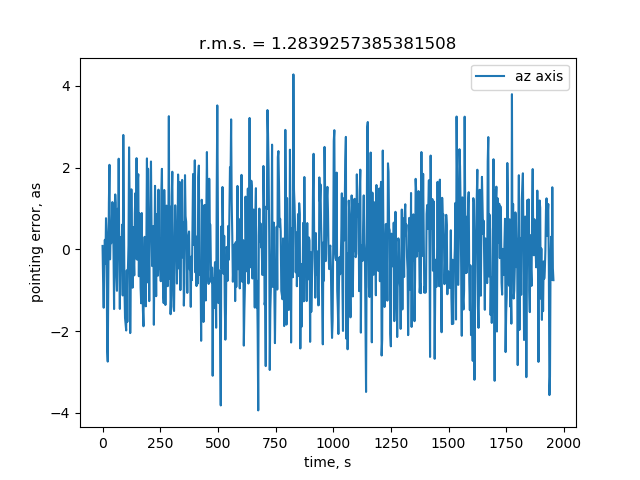 r.m.s. = 1.2839257385381508
az axis
pointing error, as
4
2
0
−2
−4
0 250 500 750 1000 1250 1500 1750 2000
time, s